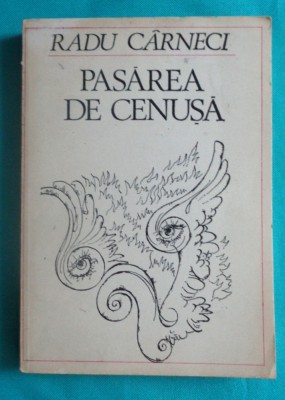 RADU CÂRNECI
PASĂREA
DE CENUȘĂ